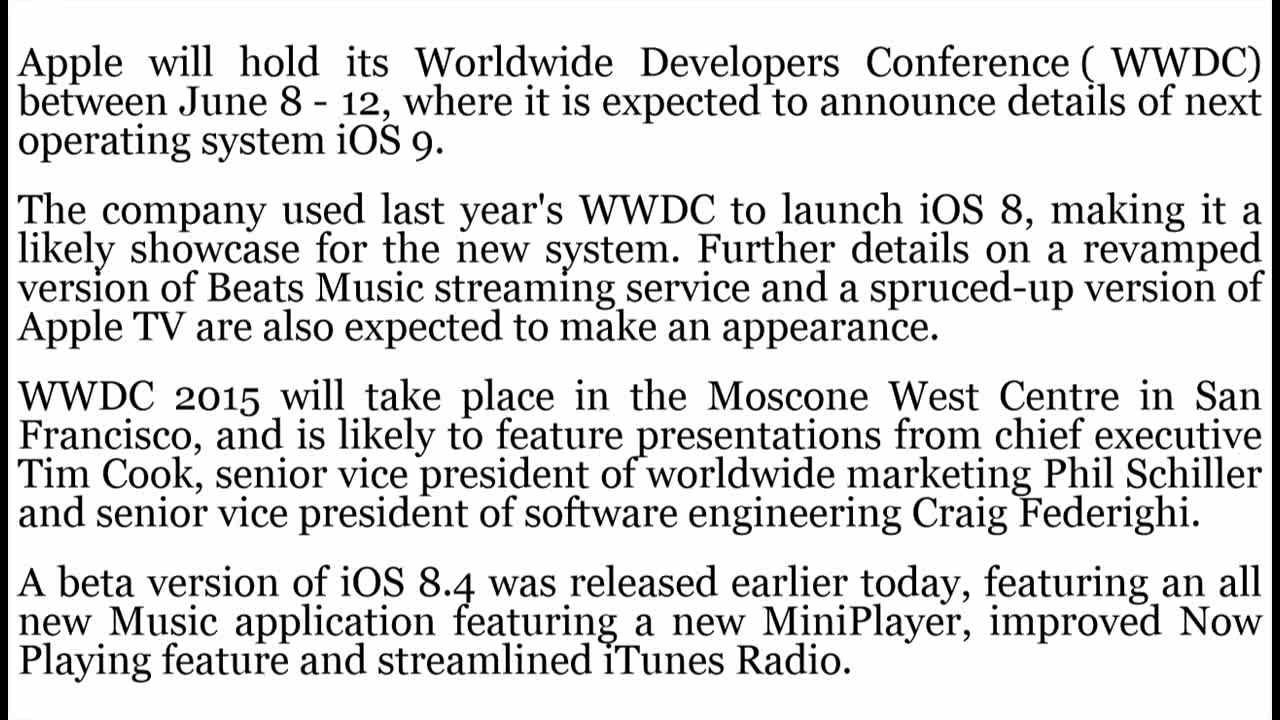 Apple will hold its Worldwide Developers Conference ( WWDC)
between June 8 - 12, where it is expected to announce details of next
operating system iOS 9.
The company used last year's WWDC to launch iOS 8, making it a
likely showcase for the new system. Further details on a revamped
version of Beats Music streaming service and a spruced-up version of
Apple TV are also expected to make an appearance.
WWDC 2015 will take place in the Moscone West Centre in San
Francisco, and is likely to feature presentations from chief executive
Tim Cook, senior vice president of worldwide marketing Phil Schiller
and senior vice president of software engineering Craig Federighi.
A beta version of iOS 8.4 was released earlier today, featuring an all
new Music application featuring a new MiniPlayer, improved Now
Playing feature and streamlined iTunes Radio.